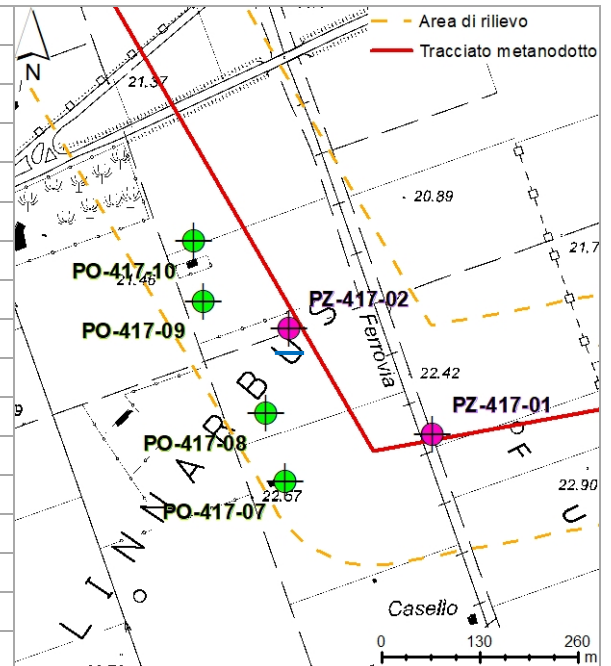 Area di rilievo
Tracciato metanodotto
N
21.37
20.89
21.7
PO-417-10
21.46
PZ-417-02
PO-417-09
Ferrovia
22.42
PZ-417-01
PO-417-08
22.67
PO-417-07
22.90
LINNARBBUS
OFU
Casello
0 130 260
m